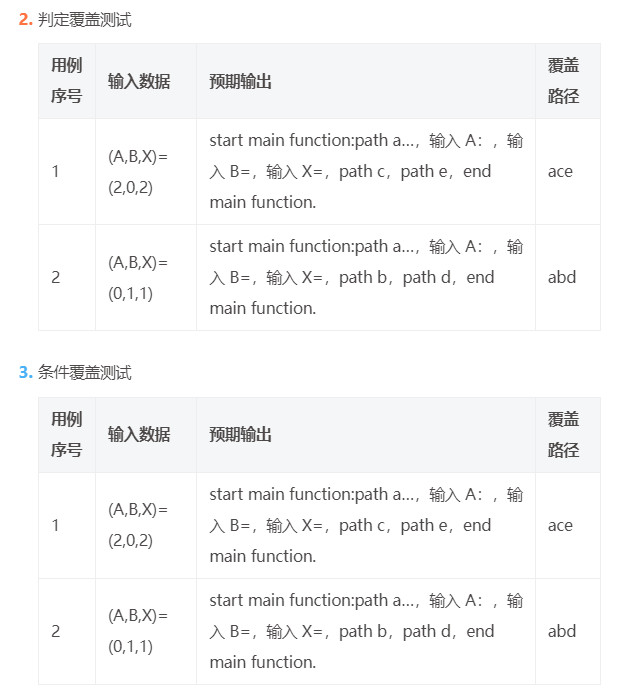 2. 判定覆盖测试
用例 输入数据 预期输出 覆盖
序号 路径
1 (A,B,X)= start main function:path a...，输入 A：，输 ace
(2,0,2) 入 B=，输入 X=，path c，path e，end
main function.
2 (A,B,X)= start main function:path a...，输入 A：，输 abd
(0,1,1) 入 B=，输入 X=，path b，path d，end
main function.
3. 条件覆盖测试
用例 输入数据 预期输出 覆盖
序号 路径
1 (A,B,X)= start main function:path a...，输入 A：，输 ace
(2,0,2) 入 B=，输入 X=，path c，path e，end
main function.
2 (A,B,X)= start main function:path a...，输入 A：，输 abd
(0,1,1) 入 B=，输入 X=，path b，path d，end
main function.